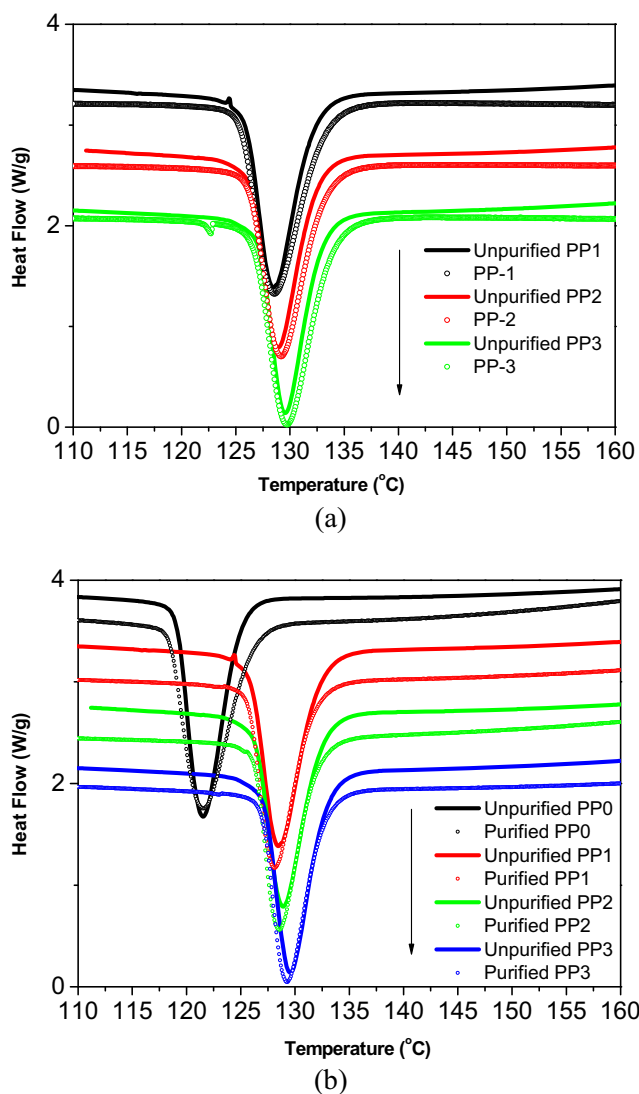 4
2
0
Heat Flow (W/g)
Unpurified PP1
PP-1
Unpurified PP2
PP-2
Unpurified PP3
PP-3
110 115 120 125 130 135 140 145 150 155 160
Temperature (°C)
(a)
4
2
0
Heat Flow (W/g)
Unpurified PP0
Purified PP0
Unpurified PP1
Purified PP1
Unpurified PP2
Purified PP2
Unpurified PP3
Purified PP3
110 115 120 125 130 135 140 145 150 155 160
Temperature (°C)
(b)